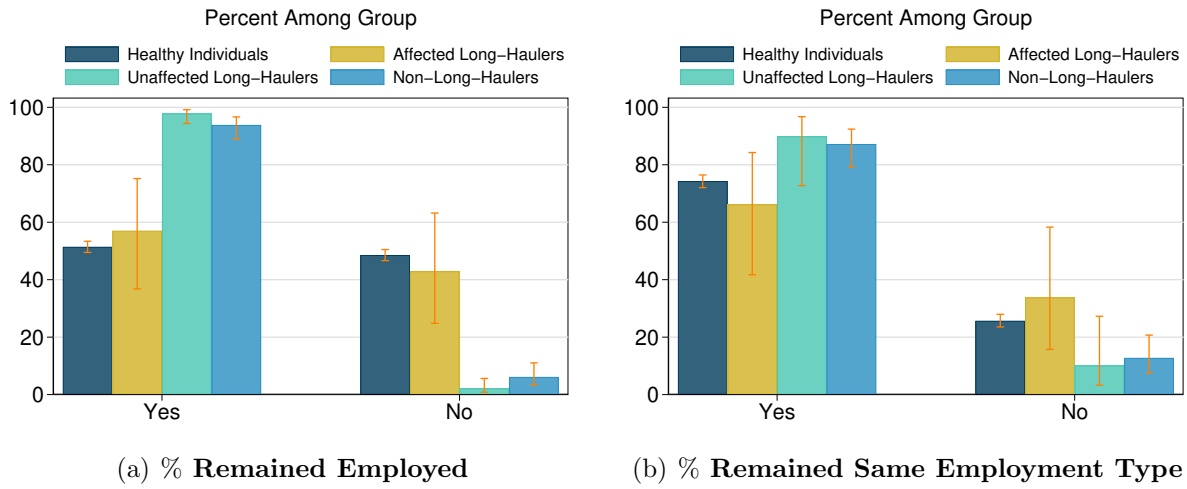 Percent Among Group
Healthy Individuals
Affected Long−Haulers
Unaffected Long−Haulers
Non−Long−Haulers
100
80
60
40
20
0
Yes
No
(a) % Remained Employed
Percent Among Group
Healthy Individuals
Affected Long−Haulers
Unaffected Long−Haulers
Non−Long−Haulers
100
80
60
40
20
0
Yes
No
(b) % Remained Same Employment Type